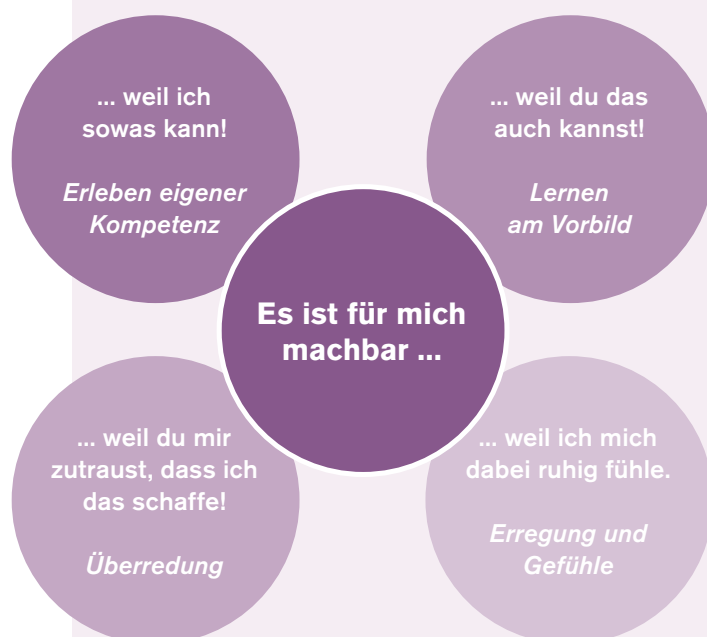 ... weil ich
sowas kann!
Erleben eigener
Kompetenz
... weil du das
auch kannst!
Lernen
am Vorbild
Es ist für mich
machbar ...
... weil du mir
zutraust, dass ich
das schaffe!
Überredung
... weil ich mich
dabei ruhig fühle.
Erregung und
Gefühle